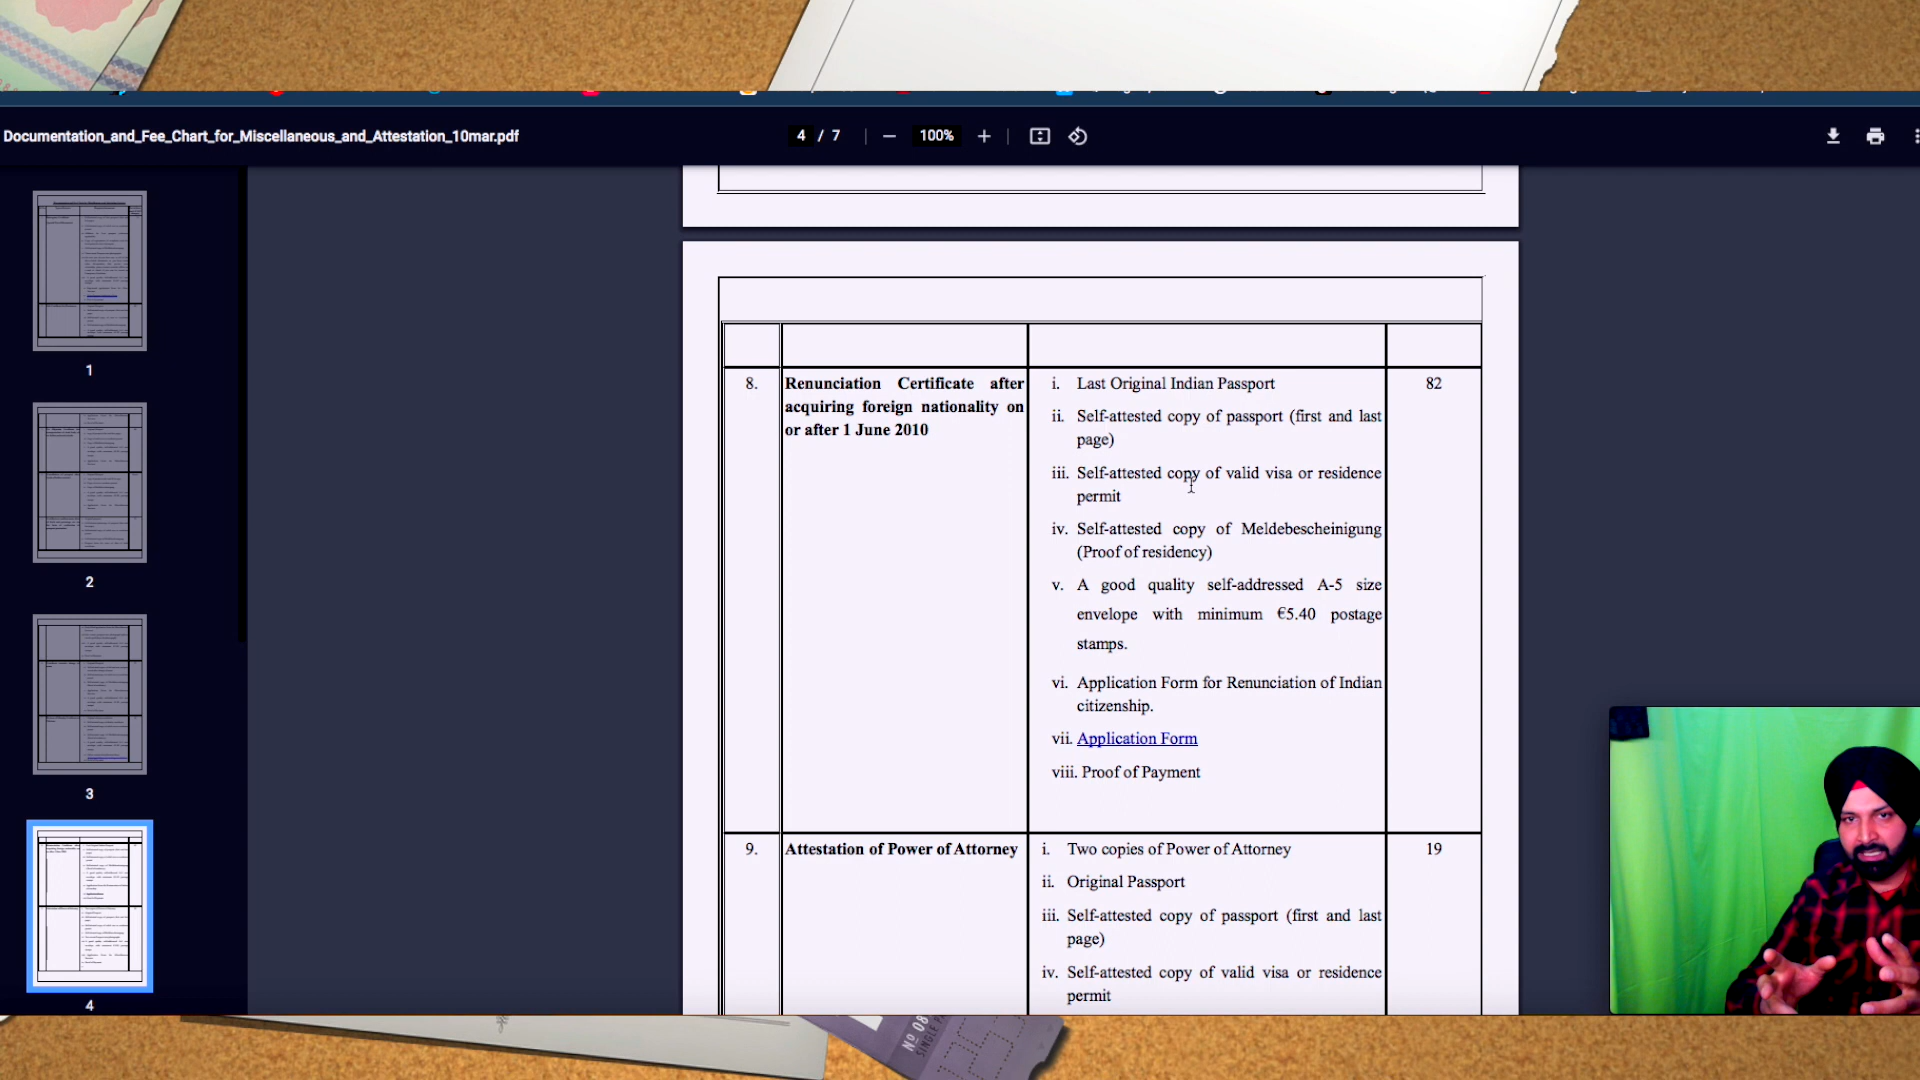 Documentation_and_Fee_Chart_for_Miscellaneous_and_Attestation_10mar.pdf
4 / 7
100%
1
2
3
4
8.
Renunciation Certificate after
acquiring foreign nationality on
or after 1 June 2010
i. Last Original Indian Passport
ii. Self-attested copy of passport (first and last
page)
iii. Self-attested copy of valid visa or residence
permit
iv. Self-attested copy of Meldebescheinigung
(Proof of residency)
v. A good quality self-addressed A-5 size
envelope with minimum €5.40 postage
stamps.
vi. Application Form for Renunciation of Indian
citizenship.
vii. Application Form
viii. Proof of Payment
82
9.
Attestation of Power of Attorney
i. Two copies of Power of Attorney
ii. Original Passport
iii. Self-attested copy of passport (first and last
page)
iv. Self-attested copy of valid visa or residence
permit
19
Nº 08